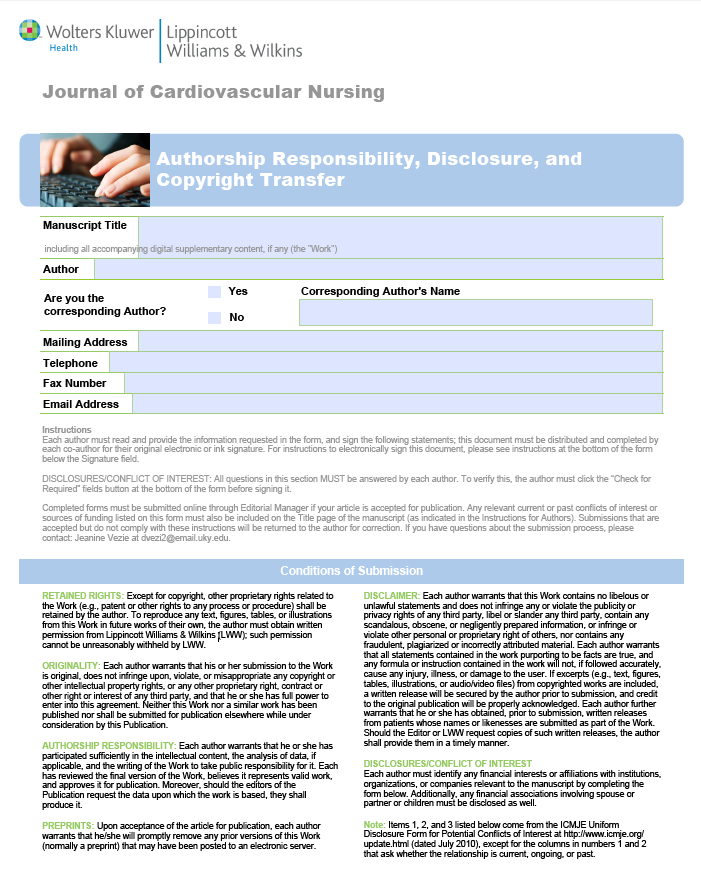 Wolters Kluwer
Health
Lippincott
Williams & Wilkins
Journal of Cardiovascular Nursing
Authorship Responsibility, Disclosure, and
Copyright Transfer
Manuscript Title
including all accompanying digital supplementary content, if any (the "Work")
Author
Are you the
corresponding Author?
Yes
No
Corresponding Author's Name
Mailing Address
Telephone
Fax Number
Email Address
Instructions
Each author must read and provide the information requested in the form, and sign the following statements; this document must be distributed and completed by
each co-author for their original electronic or ink signature. For instructions to electronically sign this document, please see instructions at the bottom of the form
below the Signature field.
DISCLOSURES/CONFLICT OF INTEREST: All questions in this section MUST be answered by each author. To verify this, the author must click the "Check for
Required" fields button at the bottom of the form before signing it.
Completed forms must be submitted online through Editorial Manager if your article is accepted for publication. Any relevant current or past conflicts of interest or
sources of funding listed on this form must also be included on the Title page of the manuscript (as indicated in the Instructions for Authors). Submissions that are
accepted but do not comply with these instructions will be returned to the author for correction. If you have questions about the submission process, please
contact: Jeanine Vezie at dvezi2@email.uky.edu.
Conditions of Submission
RETAINED RIGHTS: Except for copyright, other proprietary rights related to
the Work (e.g., patent or other rights to any process or procedure) shall be
retained by the author. To reproduce any text, figures, tables, or illustrations
from this Work in future works of their own, the author must obtain written
permission from Lippincott Williams & Wilkins (LWW); such permission
cannot be unreasonably withheld by LWW.
ORIGINALITY: Each author warrants that his or her submission to the Work
is original, does not infringe upon, violate, or misappropriate any copyright or
other intellectual property rights, or any other proprietary right, contract or
other right or interest of any third party, and that he or she has full power to
enter into this agreement. Neither this Work nor a similar work has been
published nor shall be submitted for publication elsewhere while under
consideration by this Publication.
AUTHORSHIP RESPONSIBILITY: Each author warrants that he or she has
participated sufficiently in the intellectual content, the analysis of data, if
applicable, and the writing of the Work to take public responsibility for it. Each
has reviewed the final version of the Work, believes it represents valid work,
and approves it for publication. Moreover, should the editors of the
Publication request the data upon which the work is based, they shall
produce it.
PREPRINTS: Upon acceptance of the article for publication, each author
warrants that he/she will promptly remove any prior versions of this Work
(normally a preprint) that may have been posted to an electronic server.
DISCLAIMER: Each author warrants that this Work contains no libelous or
unlawful statements and does not infringe or violate the publicity or
privacy rights of any third party, libel or slander any third party, contain any
scandalous, obscene, or negligently prepared information, or infringe or
violate other personal or proprietary right of others, nor contains any
fraudulent, plagiarized or incorrectly attributed material. Each author warrants
that all statements contained in the work purporting to be facts are true, and
any formula or instruction contained in the work will not, if followed accurately,
cause any injury, illness, or damage to the user. If excerpts (e.g., text, figures,
tables, illustrations, or audio/video files) from copyrighted works are included,
a written release will be secured by the author prior to submission, and credit
to the original publication will be properly acknowledged. Each author further
warrants that he or she has obtained, prior to submission, written releases
from patients whose names or likenesses are submitted as part of the Work.
Should the Editor or LWW request copies of such written releases, the author
shall provide them in a timely manner.
DISCLOSURES/CONFLICT OF INTEREST
Each author must identify any financial interests or affiliations with institutions,
organizations, or companies relevant to the manuscript by completing the
form below. Additionally, any financial associations involving spouse or
partner or children must be disclosed as well.
Note: Items 1, 2, and 3 listed below come from the ICMJE Uniform
Disclosure Form for Potential Conflicts of Interest at http://www.icmje.org/
update.html (dated July 2010), except for the columns in numbers 1 and 2
that ask whether the relationship is current, ongoing, or past.